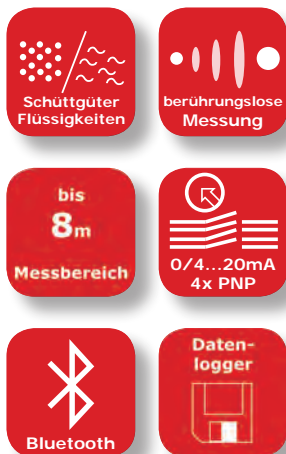 Schüttgüter
Flüssigkeiten
berührungslose
Messung
bis
8m
Messbereich
0/4...20mA
4x PNP
Bluetooth
Daten-
logger